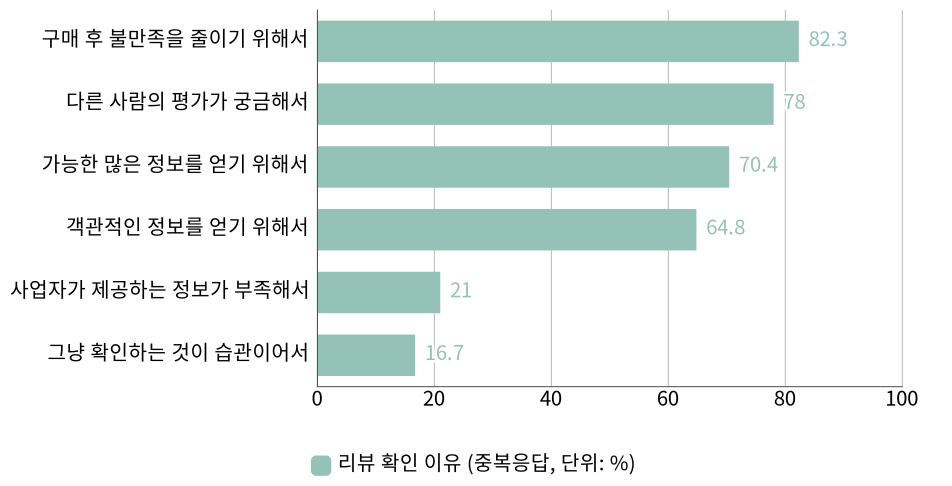 구매 후 불만족을 줄이기 위해서 82.3
다른 사람의 평가가 궁금해서 78
가능한 많은 정보를 얻기 위해서 70.4
객관적인 정보를 얻기 위해서 64.8
사업자가 제공하는 정보가 부족해서 21
그냥 확인하는 것이 습관이어서 16.7
0 20 40 60 80 100
리뷰 확인 이유 (중복응답, 단위: %)